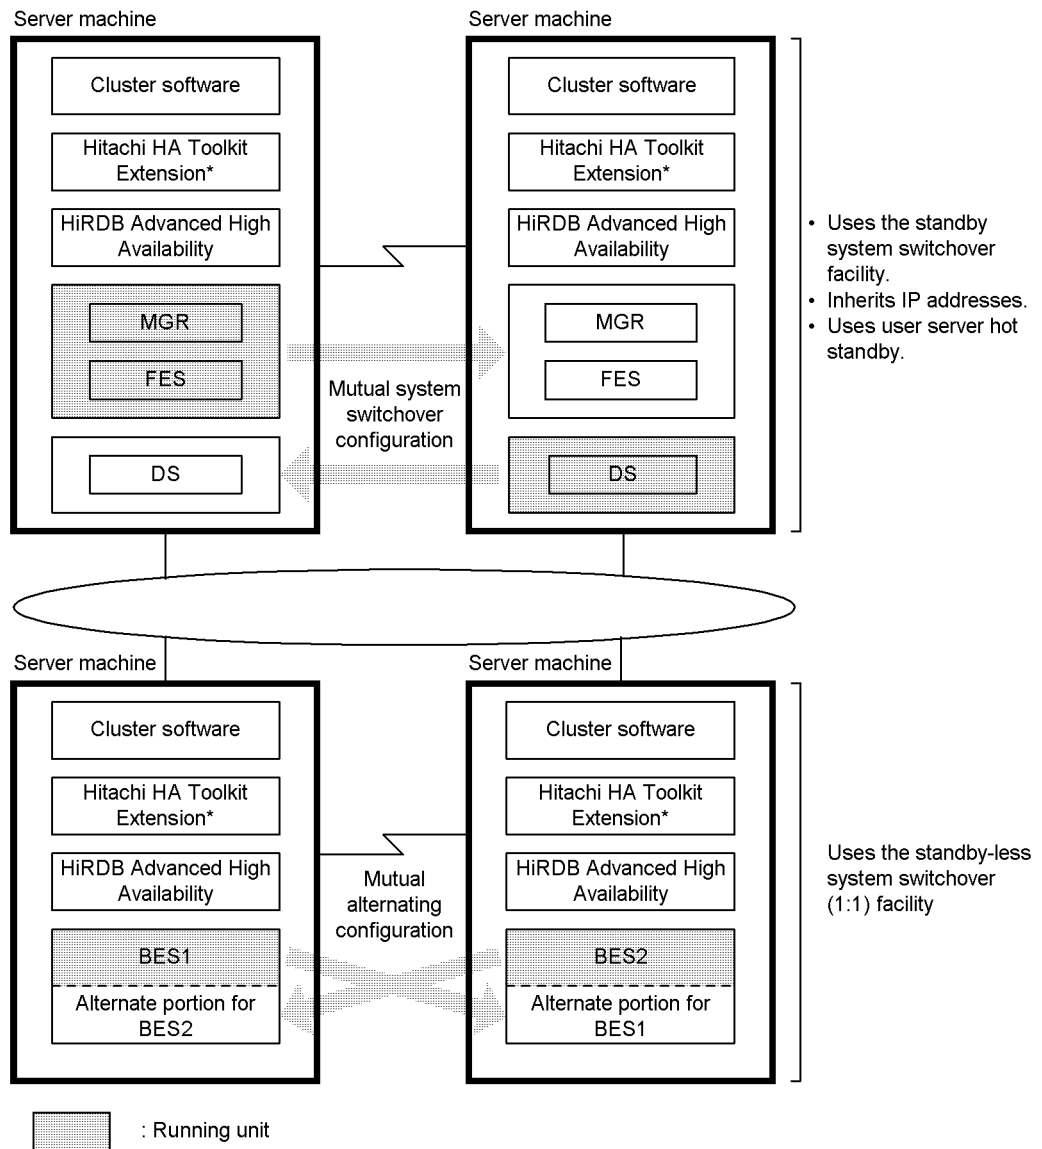 Server machine
Server machine
Cluster software
Hitachi HA Toolkit
Extension*
HiRDB Advanced High
Availability
MGR
FES
DS
Cluster software
Hitachi HA Toolkit
Extension*
HiRDB Advanced High
Availability
MGR
FES
DS
Mutual system
switchover
configuration
• Uses the standby
system switchover
facility.
• Inherits IP addresses.
• Uses user server hot
standby.
Server machine
Server machine
Cluster software
Hitachi HA Toolkit
Extension*
HiRDB Advanced High
Availability
BES1
Alternate portion for
BES2
Cluster software
Hitachi HA Toolkit
Extension*
HiRDB Advanced High
Availability
BES2
Alternate portion for
BES1
Mutual
alternating
configuration
Uses the standby-less
system switchover
(1:1) facility
: Running unit